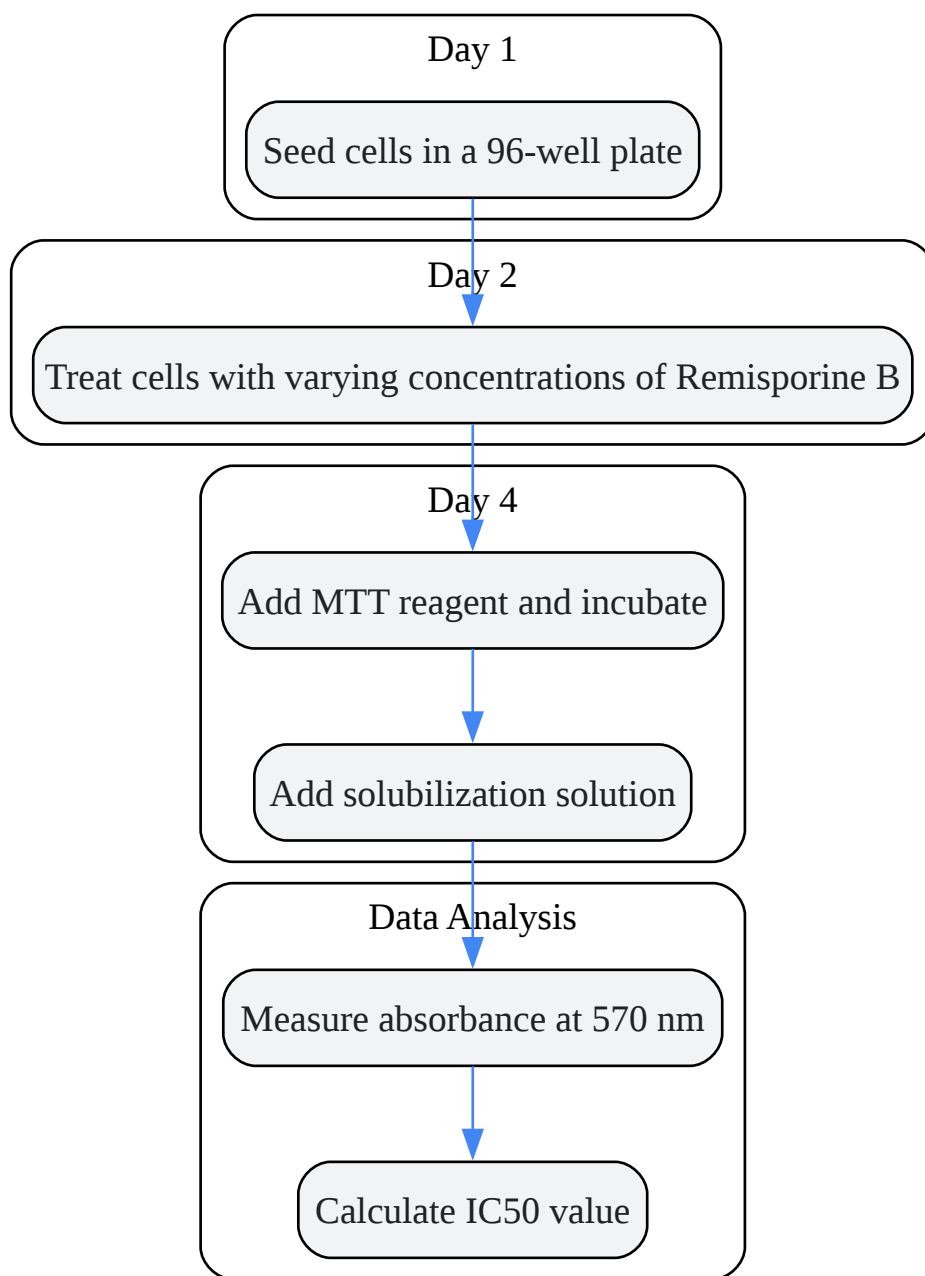 Day 1
Seed cells in a 96-well plate
Day 2
Treat cells with varying concentrations of Remisporine B
Day 4
Add MTT reagent and incubate
Add solubilization solution
Data Analysis
Measure absorbance at 570 nm
Calculate IC50 value